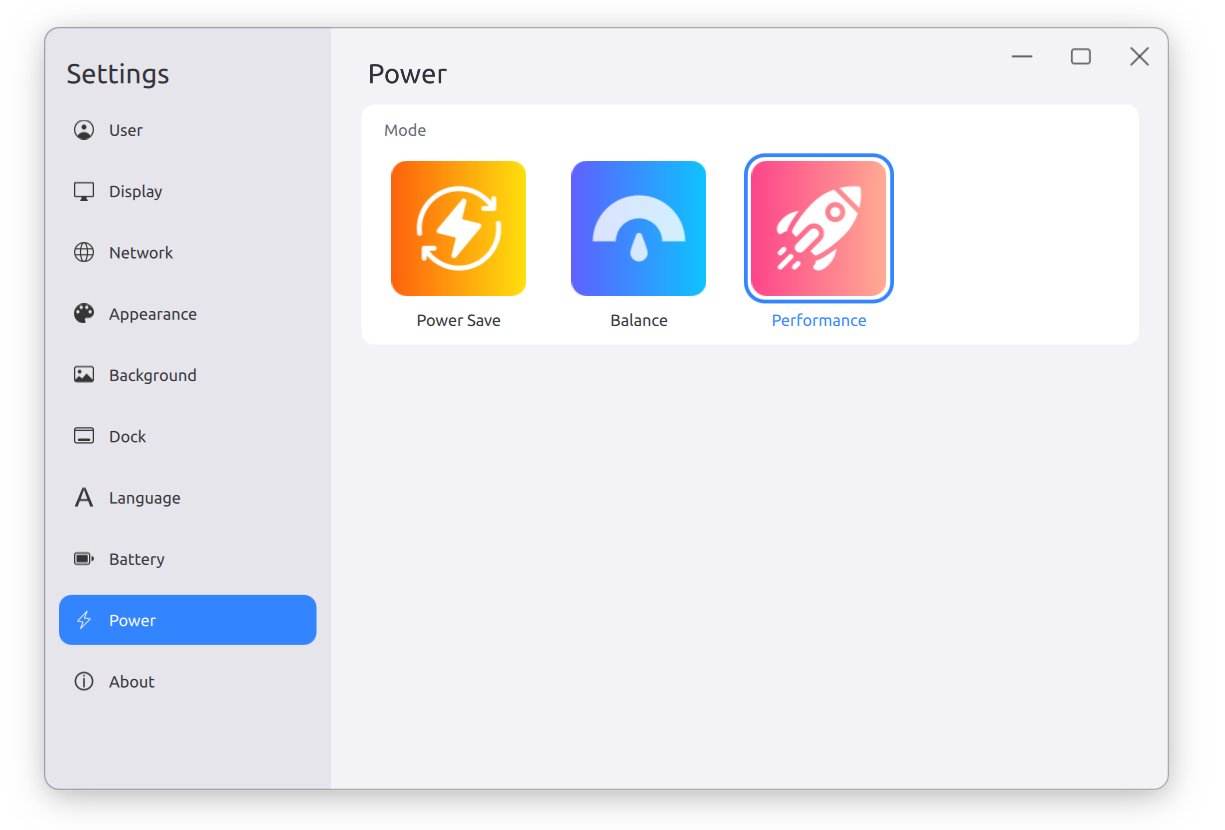 Settings
User
Display
Network
Appearance
Background
Dock
Language
Battery
Power
About
Power
Mode
Power Save
Balance
Performance